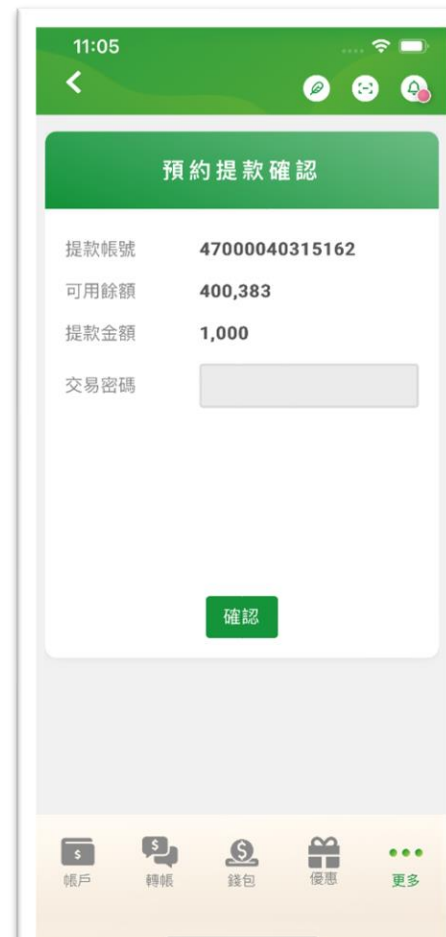 11:05
預約提款確認
提款帳號 47000040315162
可用餘額 400,383
提款金額 1,000
交易密碼
確認
帳戶 轉帳 錢包 優惠 更多